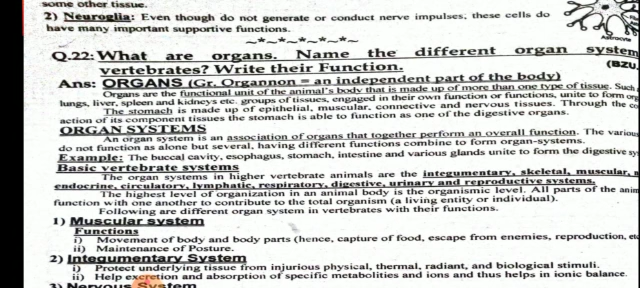 some other tissue.
2) Neuroglia: Even though do not generate or conduct nerve impulses; these cells do
have many important supportive functions.
Astrocyte
~*~*~*~*~*~
Q.22: What are organs. Name the different organ system
vertebrates? Write their Function. (BZU,
Ans: ORGANS (Gr. Organnon = an independent part of the body)
Organs are the functional unit of the animal's body that is made up of more than one type of tissue. Such
lungs, liver, spleen and kidneys etc. groups of tissues, engaged in their own function or functions, unite to form
The stomach is made up of epithelial, muscular, connective and nervous tissues. Through the
action of its component tissues the stomach is able to function as one of the digestive organs.
ORGAN SYSTEMS
An organ system is an association of organs that together perform an overall function. The
do not function as alone but several, having different functions combine to form organ-systems.
Example: The buccal cavity, esophagus, stomach, intestine and various glands unite to form the digestive
Basic vertebrate systems
The organ systems in higher vertebrate animals are the integumentary, skeletal, muscular,
endocrine, circulatory, lymphatic, respiratory, digestive, urinary and reproductive systems.
The highest level of organization in an animal body is the organismic level. All parts of the
function with one another to contribute to the total organism (a living entity or individual).
Following are different organ system in vertebrates with their functions.
1) Muscular system
Functions
i) Movement of body and body parts (hence, capture of food, escape from enemies, reproduction,
ii) Maintenance of Posture.
2) Integumentary System
i) Protect underlying tissue from injurious physical, thermal, radiant, and biological stimuli.
ii) Help excretion and absorption of specific metabolities and ions and thus helps in ionic balance.
3) Nervous System